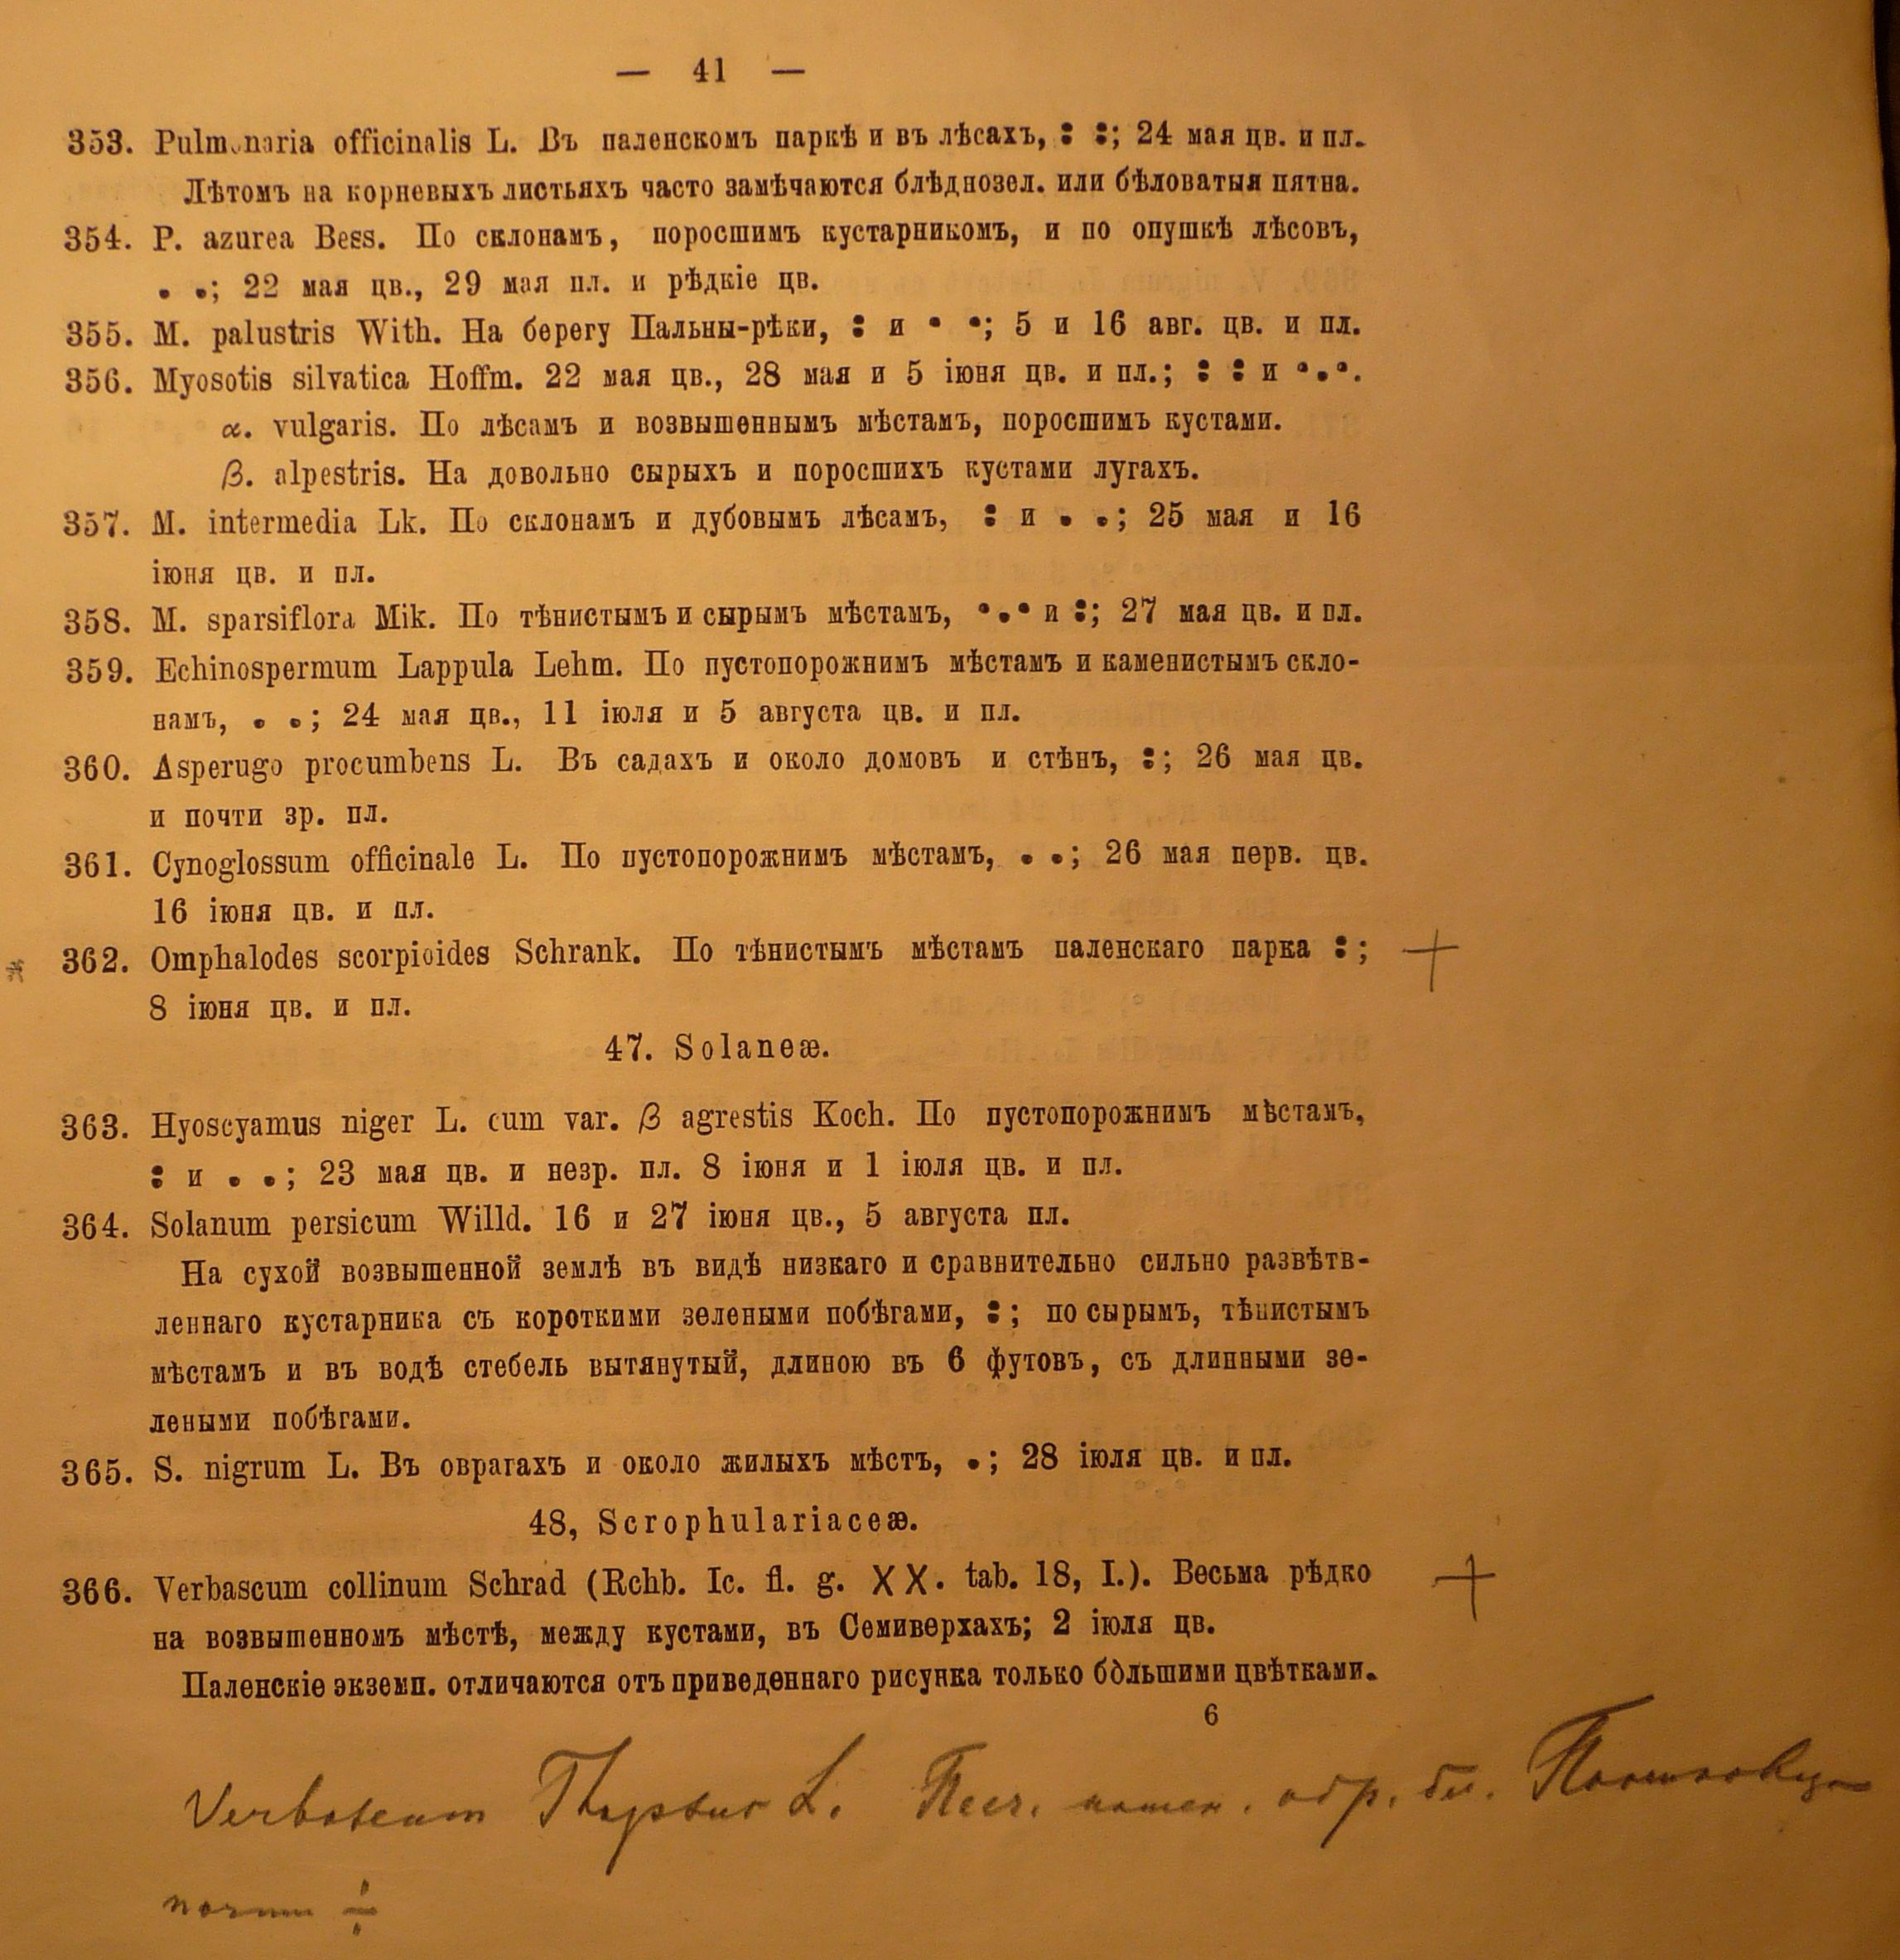 — 41 —
353. Pulmonaria officinalis L. Въ паленскомъ паркѣ и въ лѣсахъ, : :; 24 мая цв. и пл.
Лѣтомъ на корневыхъ листьяхъ часто замѣчаются блѣднозел. или бѣловатыя пятна.
354. P. azurea Bess. По склонамъ, поросшимъ кустарникомъ, и по опушкѣ лѣсовъ,
• •; 22 мая цв., 29 мая пл. и рѣдкіе цв.
355. M. palustris With. На берегу Пальны-рѣки, : и • •; 5 и 16 авг. цв. и пл.
356. Myosotis silvatica Hoffm. 22 мая цв., 28 мая и 5 іюня цв. и пл.; : : и •.•.
α. vulgaris. По лѣсамъ и возвышеннымъ мѣстамъ, поросшимъ кустами.
β. alpestris. На довольно сырыхъ и поросшихъ кустами лугахъ.
357. M. intermedia Lk. По склонамъ и дубовымъ лѣсамъ, : и • •; 25 мая и 16
іюня цв. и пл.
358. M. sparsiflora Mik. По тѣнистымъ и сырымъ мѣстамъ, •.• и :; 27 мая цв. и пл.
359. Echinospermum Lappula Lehm. По пустопорожнимъ мѣстамъ и каменистымъ скло-
намъ, • •; 24 мая цв., 11 іюля и 5 августа цв. и пл.
360. Asperugo procumbens L. Въ садахъ и около домовъ и стѣнъ, :; 26 мая цв.
и почти зр. пл.
361. Cynoglossum officinale L. По пустопорожнимъ мѣстамъ, • •; 26 мая перв. цв.
16 іюня цв. и пл.
* 362. Omphalodes scorpioides Schrank. По тѣнистымъ мѣстамъ паленскаго парка :; +
8 іюня цв. и пл.
47. Solaneæ.
363. Hyoscyamus niger L. cum var. β agrestis Koch. По пустопорожнимъ мѣстамъ,
: и • •; 23 мая цв. и незр. пл. 8 іюня и 1 іюля цв. и пл.
364. Solanum persicum Willd. 16 и 27 іюня цв., 5 августа пл.
На сухой возвышенной землѣ въ видѣ низкаго и сравнительно сильно развѣтв-
леннаго кустарника съ короткими зелеными побѣгами, :; по сырымъ, тѣнистымъ
мѣстамъ и въ водѣ стебель вытянутый, длиною въ 6 футовъ, съ длинными зе-
леными побѣгами.
365. S. nigrum L. Въ оврагахъ и около жилыхъ мѣстъ, •; 28 іюля цв. и пл.
48, Scrophulariaceæ.
366. Verbascum collinum Schrad (Rchb. Ic. fl. g. XX. tab. 18, I.). Весьма рѣдко +
на возвышенномъ мѣстѣ, между кустами, въ Семиверхахъ; 2 іюля цв.
Паленскіе экземп. отличаются отъ приведеннаго рисунка только бо́льшими цвѣтками.
6
Verbascum Thapsus L. Песч. камен. обр. бл.
÷